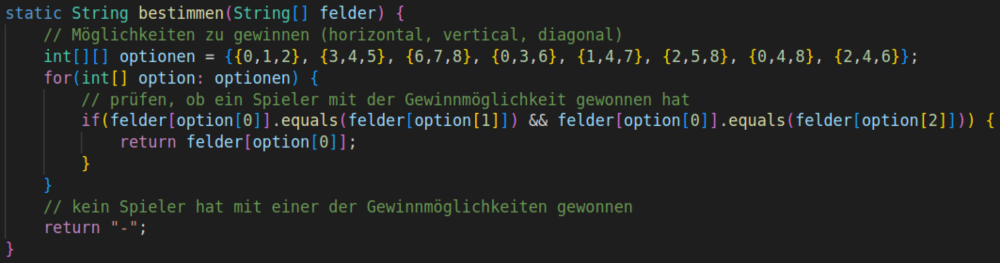 static String bestimmen(String[] felder) {
    // Möglichkeiten zu gewinnen (horizontal, vertical, diagonal)
    int[][] optionen = {{0,1,2}, {3,4,5}, {6,7,8}, {0,3,6}, {1,4,7}, {2,5,8}, {0,4,8}, {2,4,6}};
    for(int[] option: optionen) {
        // prüfen, ob ein Spieler mit der Gewinnmöglichkeit gewonnen hat
        if(felder[option[0]].equals(felder[option[1]]) && felder[option[0]].equals(felder[option[2]])) {
            return felder[option[0]];
        }
    }
    // kein Spieler hat mit einer der Gewinnmöglichkeiten gewonnen
    return "-";
}